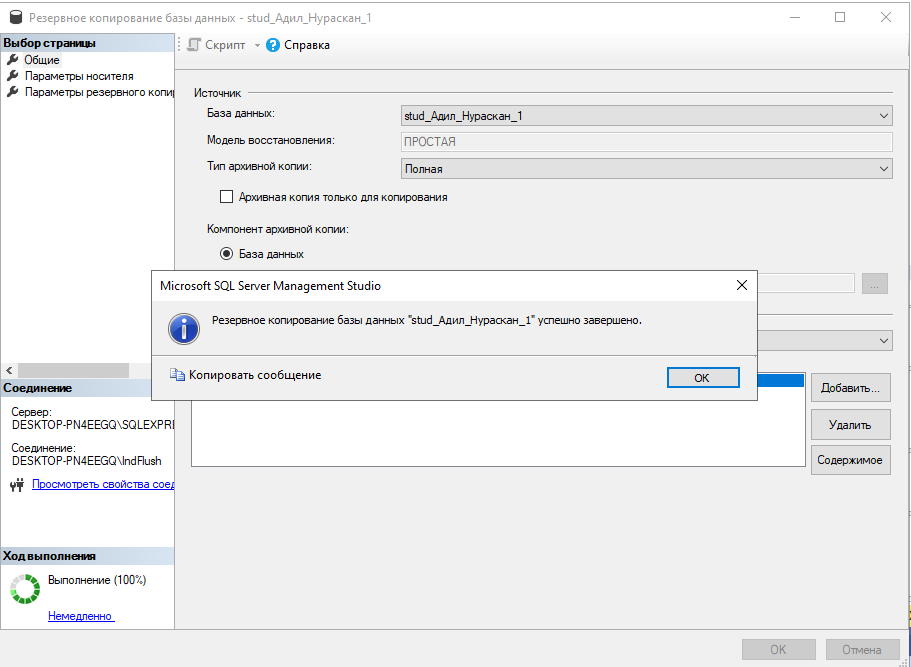 Резервное копирование базы данных - stud_Адил_Нураскан_1
Выбор страницы
Общие
Параметры носителя
Параметры резервного копи
Скрипт
Справка
Источник
База данных:
stud_Адил_Нураскан_1
Модель восстановления:
ПРОСТАЯ
Тип архивной копии:
Полная
Архивная копия только для копирования
Компонент архивной копии:
База данных
...
Microsoft SQL Server Management Studio
Резервное копирование базы данных "stud_Адил_Нураскан_1" успешно завершено.
Копировать сообщение
OK
Добавить...
Удалить
Содержимое
Соединение
Сервер:
DESKTOP-PN4EEGQ\SQLEXPRE
Соединение:
DESKTOP-PN4EEGQ\IndFlush
Просмотреть свойства соед
Ход выполнения
Выполнение (100%)
Немедленно
OK
Отмена